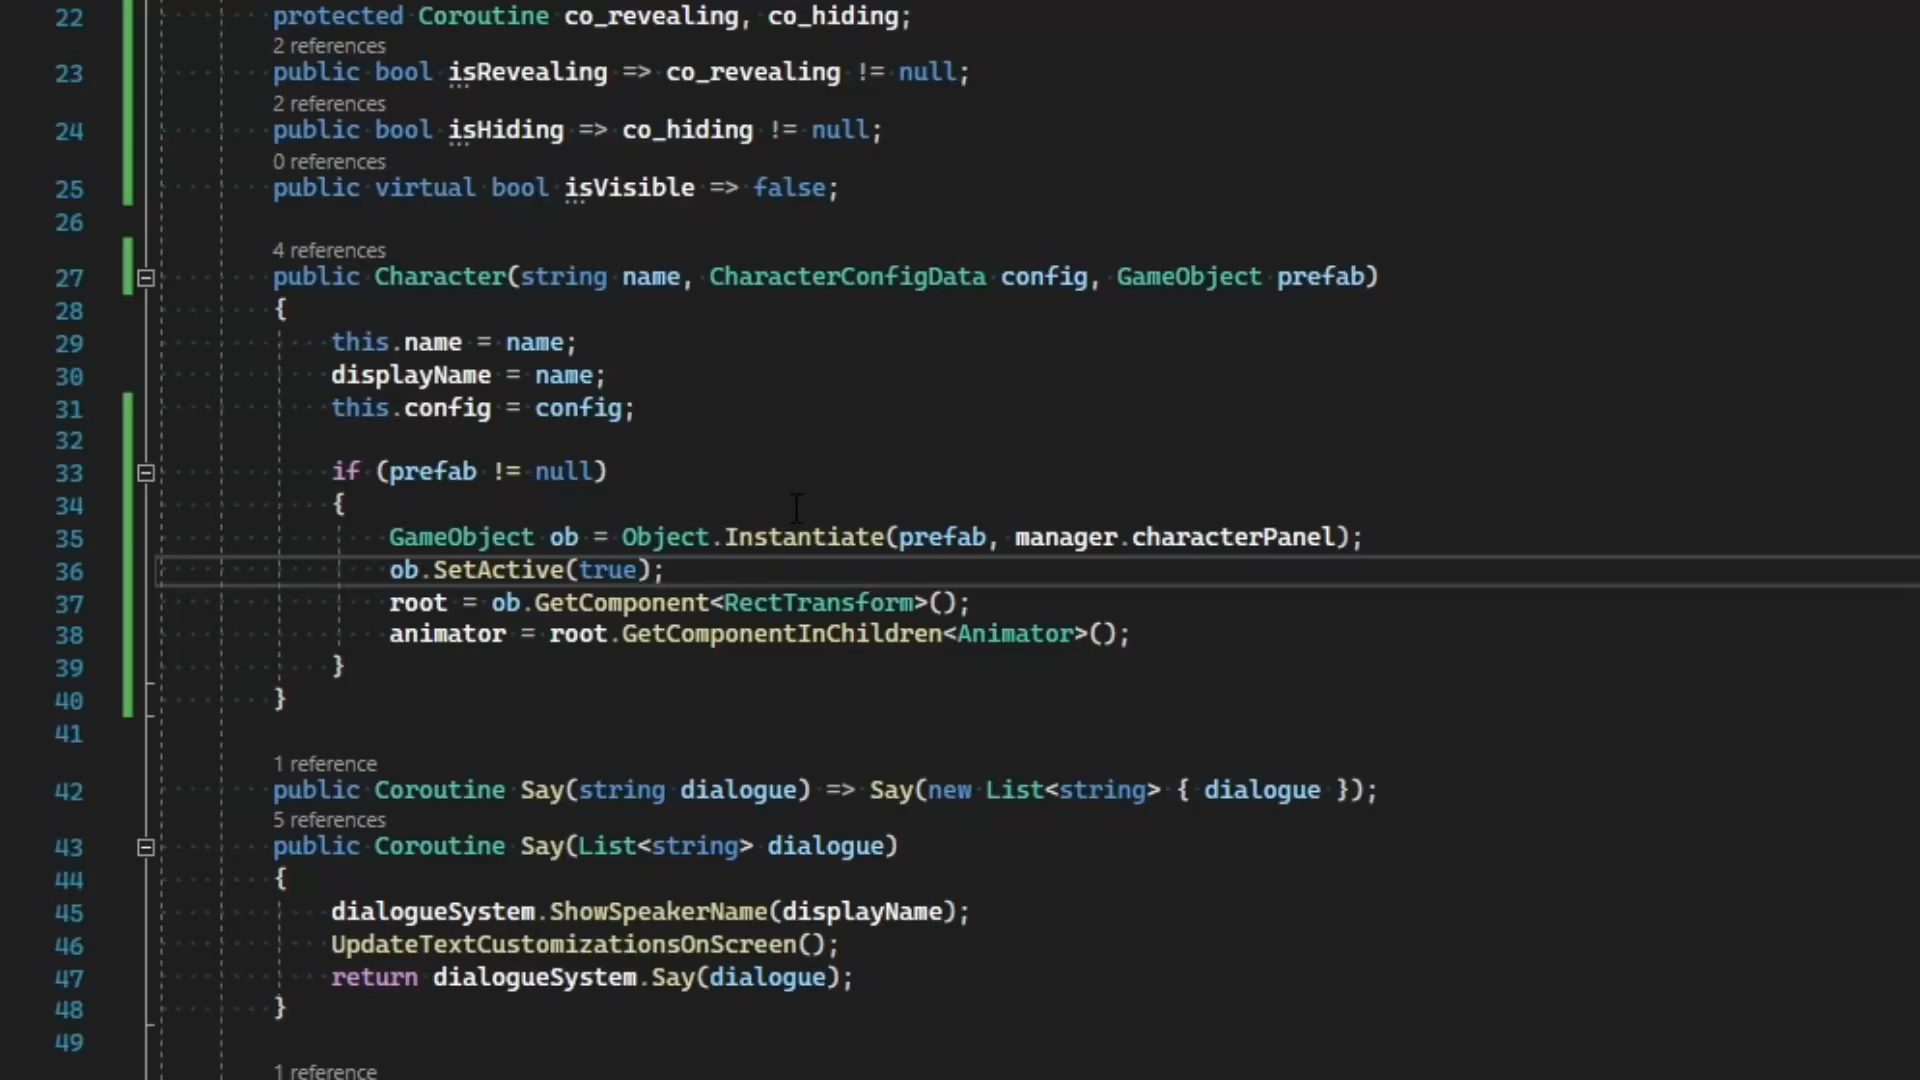 22 protected Coroutine co_revealing, co_hiding;
2 references
23 public bool isRevealing => co_revealing != null;
2 references
24 public bool isHiding => co_hiding != null;
0 references
25 public virtual bool isVisible => false;
26
4 references
27 public Character(string name, CharacterConfigData config, GameObject prefab)
28 {
29 this.name = name;
30 displayName = name;
31 this.config = config;
32
33 if (prefab != null)
34 {
35 GameObject ob = Object.Instantiate(prefab, manager.characterPanel);
36 ob.SetActive(true);
37 root = ob.GetComponent<RectTransform>();
38 animator = root.GetComponentInChildren<Animator>();
39 }
40 }
41
1 reference
42 public Coroutine Say(string dialogue) => Say(new List<string> { dialogue });
5 references
43 public Coroutine Say(List<string> dialogue)
44 {
45 dialogueSystem.ShowSpeakerName(displayName);
46 UpdateTextCustomizationsOnScreen();
47 return dialogueSystem.Say(dialogue);
48 }
49
1 reference